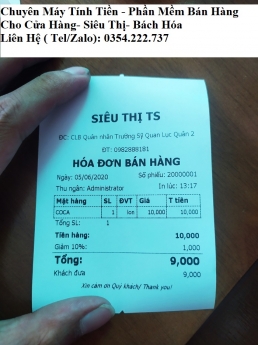 Chuyên Máy Tính Tiền - Phần Mềm Bán Hàng
Cho Cửa Hàng- Siêu Thị- Bách Hóa
Liên Hệ ( Tel/Zalo): 0354.222.737
SIÊU THỊ TS
ĐC: CLB Quân nhân Trường Sỹ Quan Lục Quân 2
ĐT: 0982888181
HÓA ĐƠN BÁN HÀNG
Ngày: 05/06/2020 Số phiếu: 20000001
Thu ngân: Administrator In lúc: 13:17
Mặt hàng SL ĐVT Giá T tiền
COCA 1 lon 10,000 10,000
Tổng SL: 1
Tiền hàng: 10,000
Giảm 10%: 1,000
Tổng: 9,000
Khách đưa 9,000
Xin cảm ơn Quý khách/ Thank you!